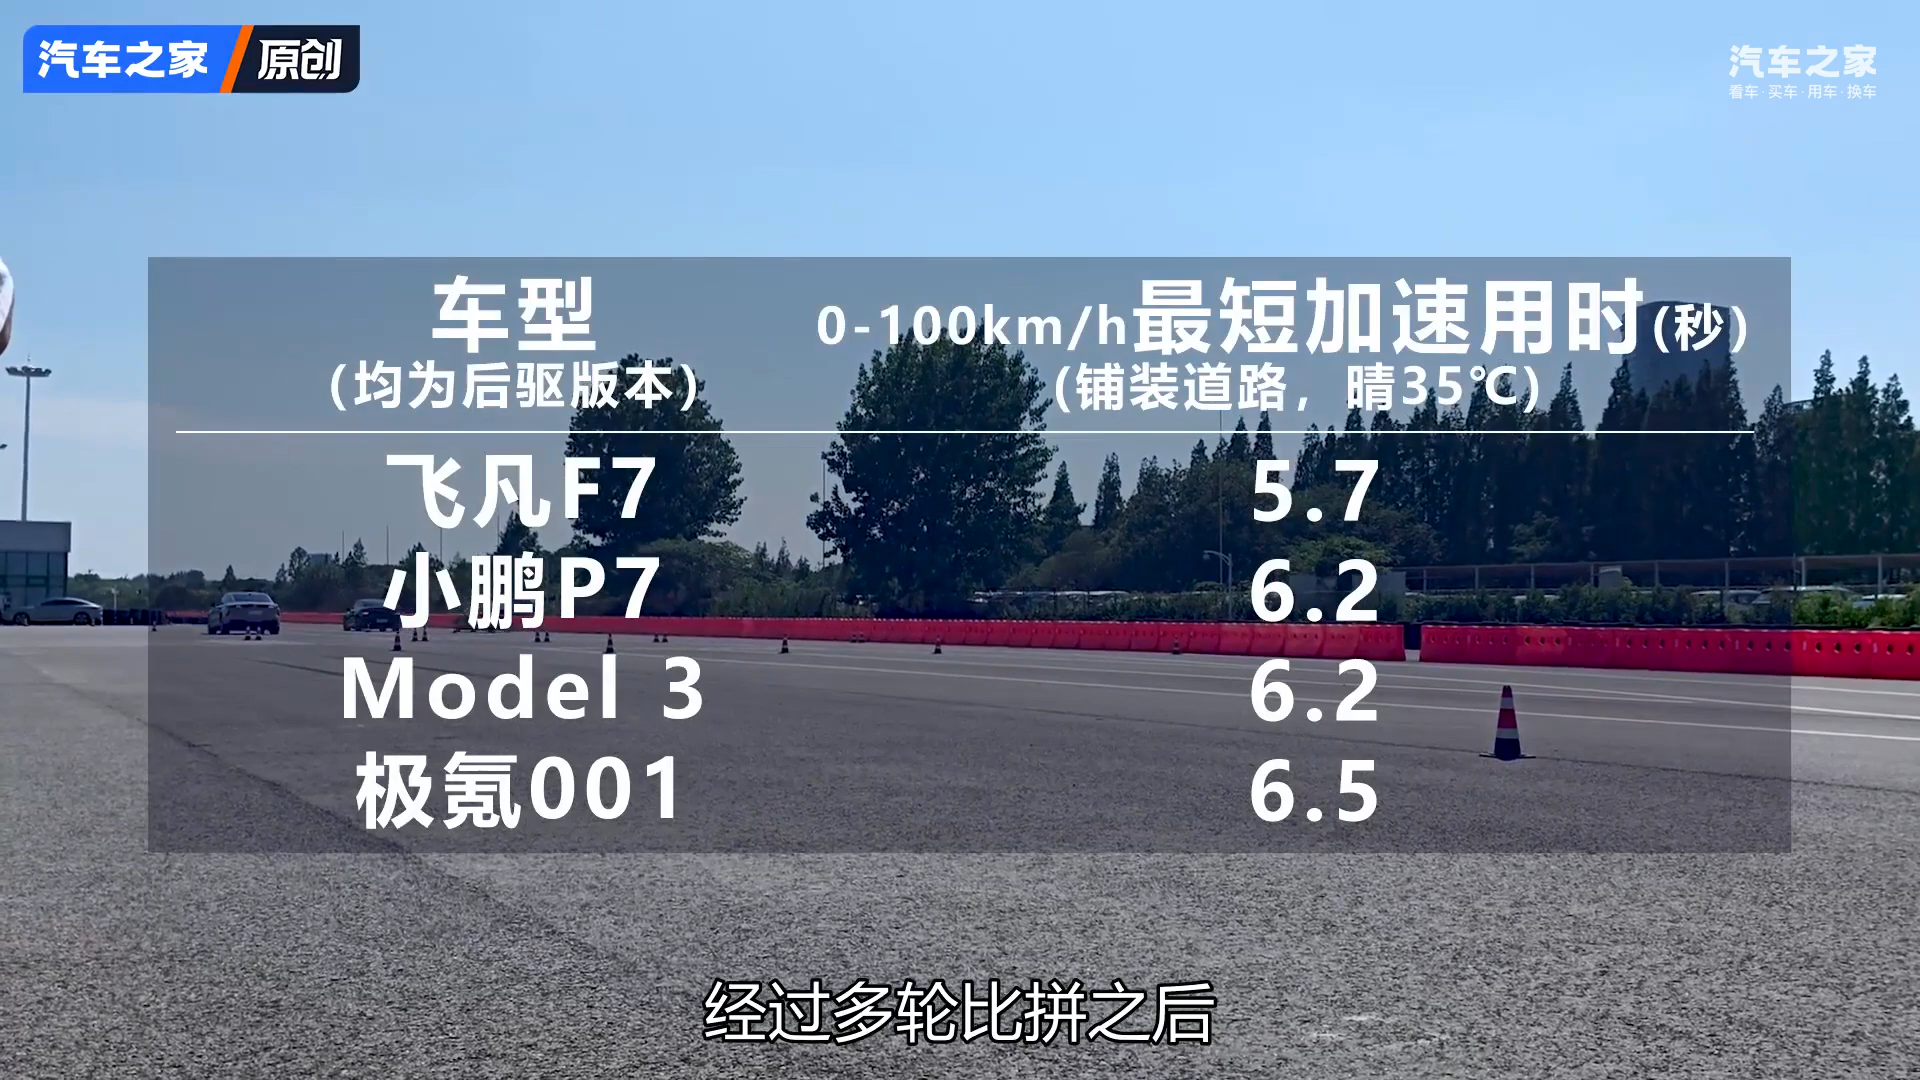 汽车之家 原创
汽车之家
看车·买车·用车·换车
车型 0-100km/h最短加速用时(秒)
(均为后驱版本) (铺装道路，晴35℃)
飞凡F7 5.7
小鹏P7 6.2
Model 3 6.2
极氪001 6.5
经过多轮比拼之后